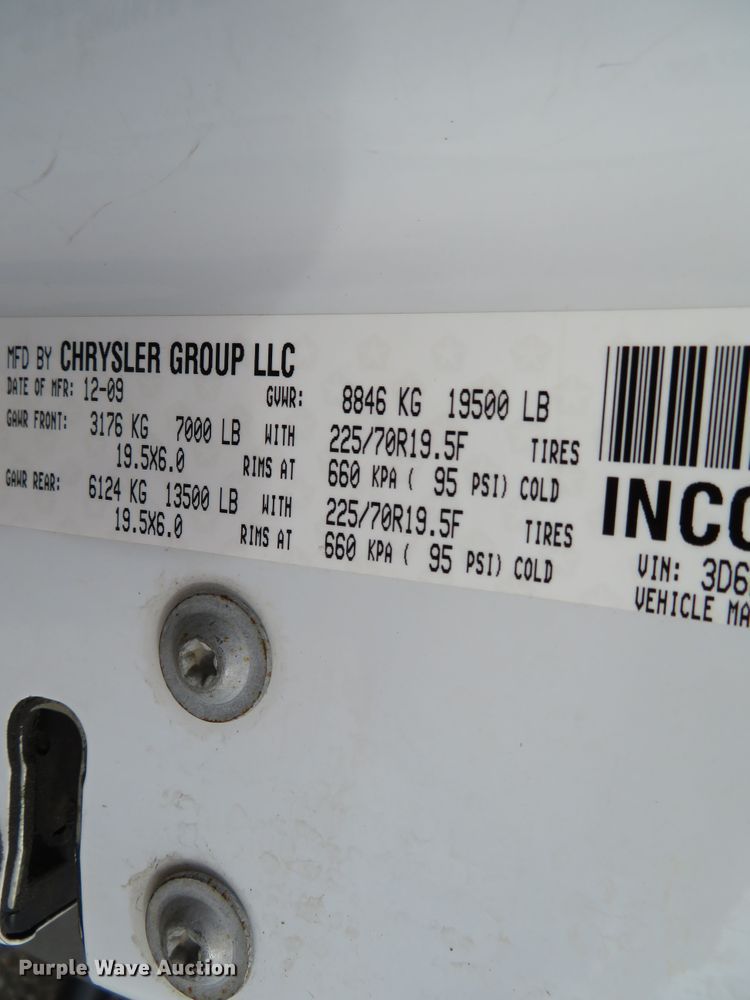 MFD BY CHRYSLER GROUP LLC
DATE OF MFR: 12-09 GVWR: 8846 KG 19500 LB
GAWR FRONT: 3176 KG 7000 LB WITH 225/70R19.5F TIRES
19.5X6.0 RIMS AT 660 KPA ( 95 PSI) COLD
GAWR REAR: 6124 KG 13500 LB WITH 225/70R19.5F TIRES
19.5X6.0 RIMS AT 660 KPA ( 95 PSI) COLD
INCO
VIN: 3D6
VEHICLE MA
Purple Wave Auction